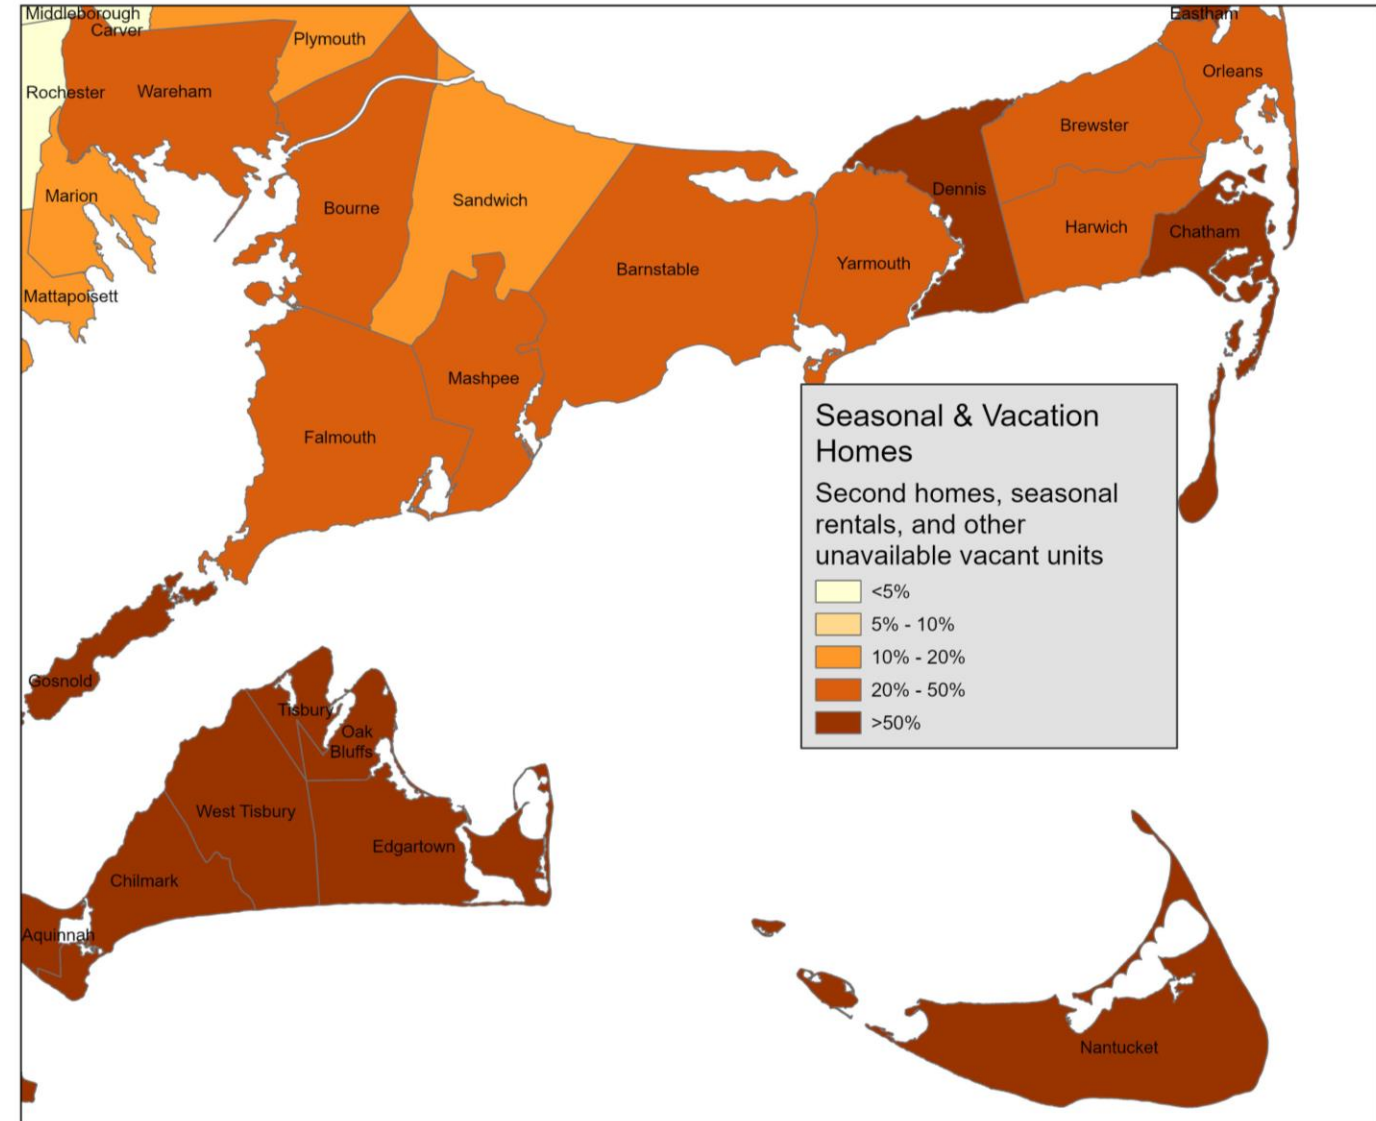 Middleborough
Eastham
Carver
Plymouth
Orleans
Rochester
Wareham
Brewster
Marion
Dennis
Sandwich
Bourne
Harwich
Chatham
Yarmouth
Barnstable
Mattapoisett
Mashpee
Falmouth
Seasonal & Vacation
Homes
Second homes, seasonal
rentals, and other
unavailable vacant units
<5%
5% - 10%
10% - 20%
20% - 50%
>50%
Gosnold
Tisbury
Oak
Bluffs
West Tisbury
Edgartown
Chilmark
Aquinnah
Nantucket